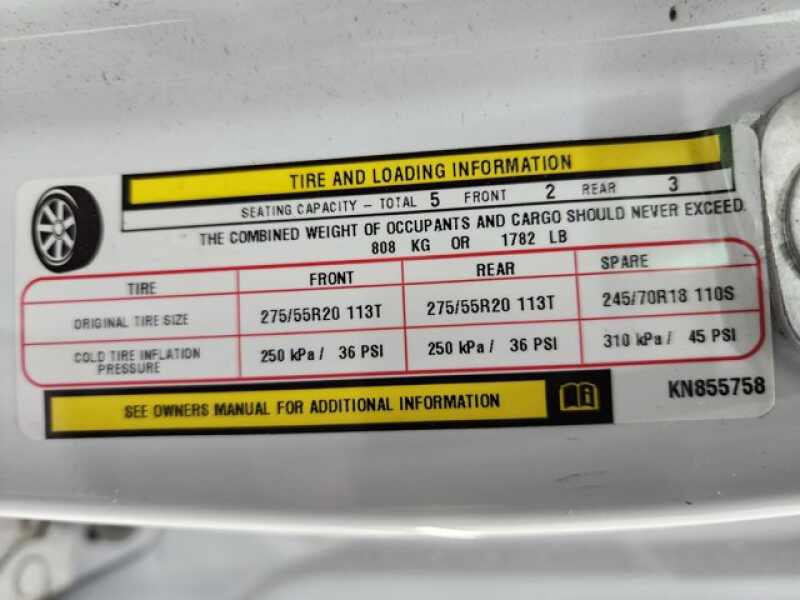 TIRE AND LOADING INFORMATION
SEATING CAPACITY – TOTAL 5 FRONT 2 REAR 3
THE COMBINED WEIGHT OF OCCUPANTS AND CARGO SHOULD NEVER EXCEED.
808 KG OR 1782 LB
TIRE FRONT REAR SPARE
ORIGINAL TIRE SIZE 275/55R20 113T 275/55R20 113T 245/70R18 110S
COLD TIRE INFLATION PRESSURE 250 kPa/ 36 PSI 250 kPa/ 36 PSI 310 kPa/ 45 PSI
SEE OWNERS MANUAL FOR ADDITIONAL INFORMATION
KN855758